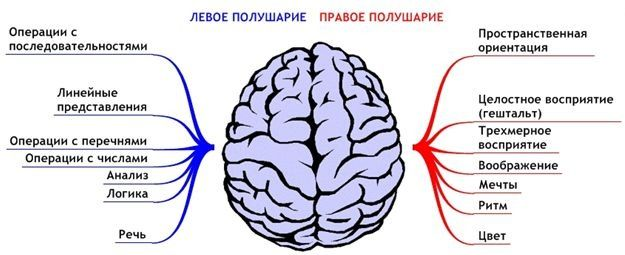 ЛЕВОЕ ПОЛУШАРИЕ ПРАВОЕ ПОЛУШАРИЕ
Операции с
последовательностями
Линейные
представления
Операции с перечнями
Операции с числами
Анализ
Логика
Речь
Пространственная
ориентация
Целостное восприятие
(гештальт)
Трехмерное
восприятие
Воображение
Мечты
Ритм
Цвет